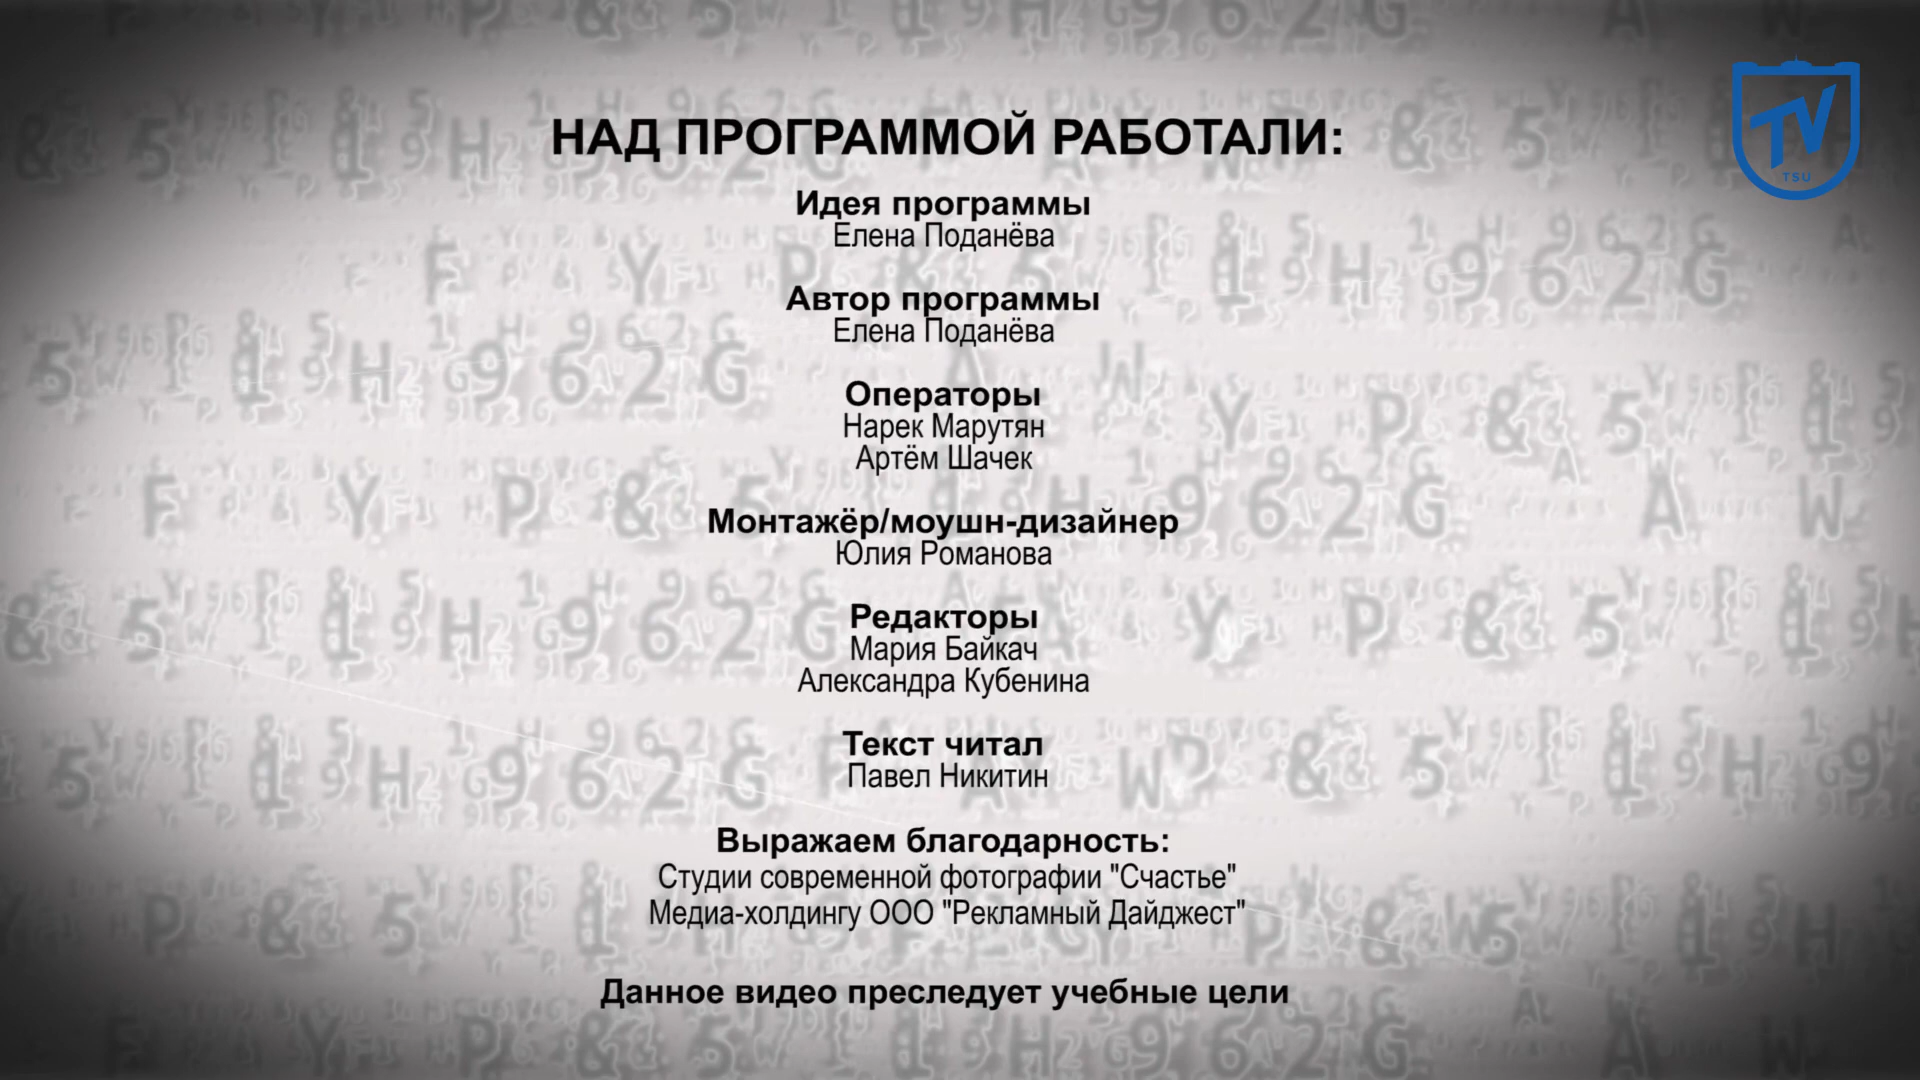 НАД ПРОГРАММОЙ РАБОТАЛИ:
Идея программы
Елена Поданёва
Автор программы
Елена Поданёва
Операторы
Нарек Марутян
Артём Шачек
Монтажёр/моушн-дизайнер
Юлия Романова
Редакторы
Мария Байкач
Александра Кубенина
Текст читал
Павел Никитин
Выражаем благодарность:
Студии современной фотографии "Счастье"
Медиа-холдингу ООО "Рекламный Дайджест"
Данное видео преследует учебные цели
TV
TSU